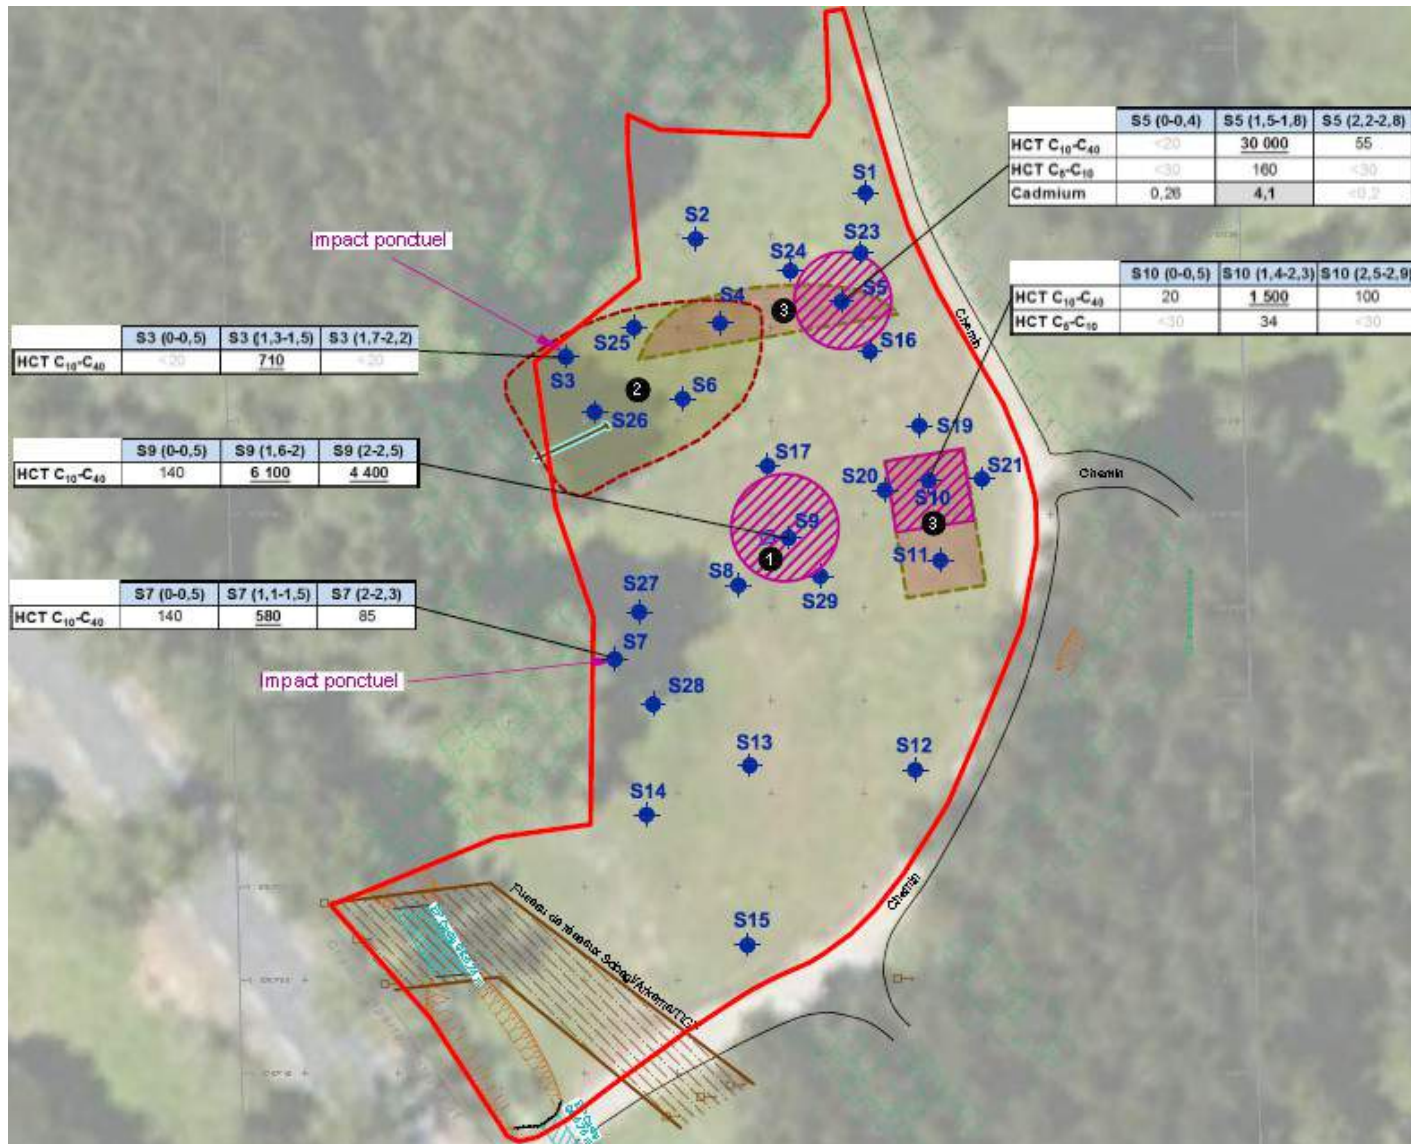 S5 (0-0,4) S5 (1,5-1,8) S5 (2,2-2,8)
HCT C₁₀-C₄₀ <20 30 000 55
HCT C₅-C₁₀ <30 160 <30
Cadmium 0,26 4,1 <0,2
S1
S2
S23
Impact ponctuel
S24
S10 (0-0,5) S10 (1,4-2,3) S10 (2,5-2,9)
HCT C₁₀-C₄₀ 20 1 500 100
HCT C₅-C₁₀ <30 34 <30
S4
S5
3
Chemin
S3 (0-0,5) S3 (1,3-1,5) S3 (1,7-2,2)
HCT C₁₀-C₄₀ <20 710 <20
S25
S16
S3
2
S6
S26
S19
S9 (0-0,5) S9 (1,6-2) S9 (2-2,5)
HCT C₁₀-C₄₀ 140 6 100 4 400
S17
S20
S21
Chemin
S10
3
S9
1
S11
S8
S29
S7 (0-0,5) S7 (1,1-1,5) S7 (2-2,3)
HCT C₁₀-C₄₀ 140 580 85
S27
S7
Impact ponctuel
S28
S13
S12
S14
Chemin
S15